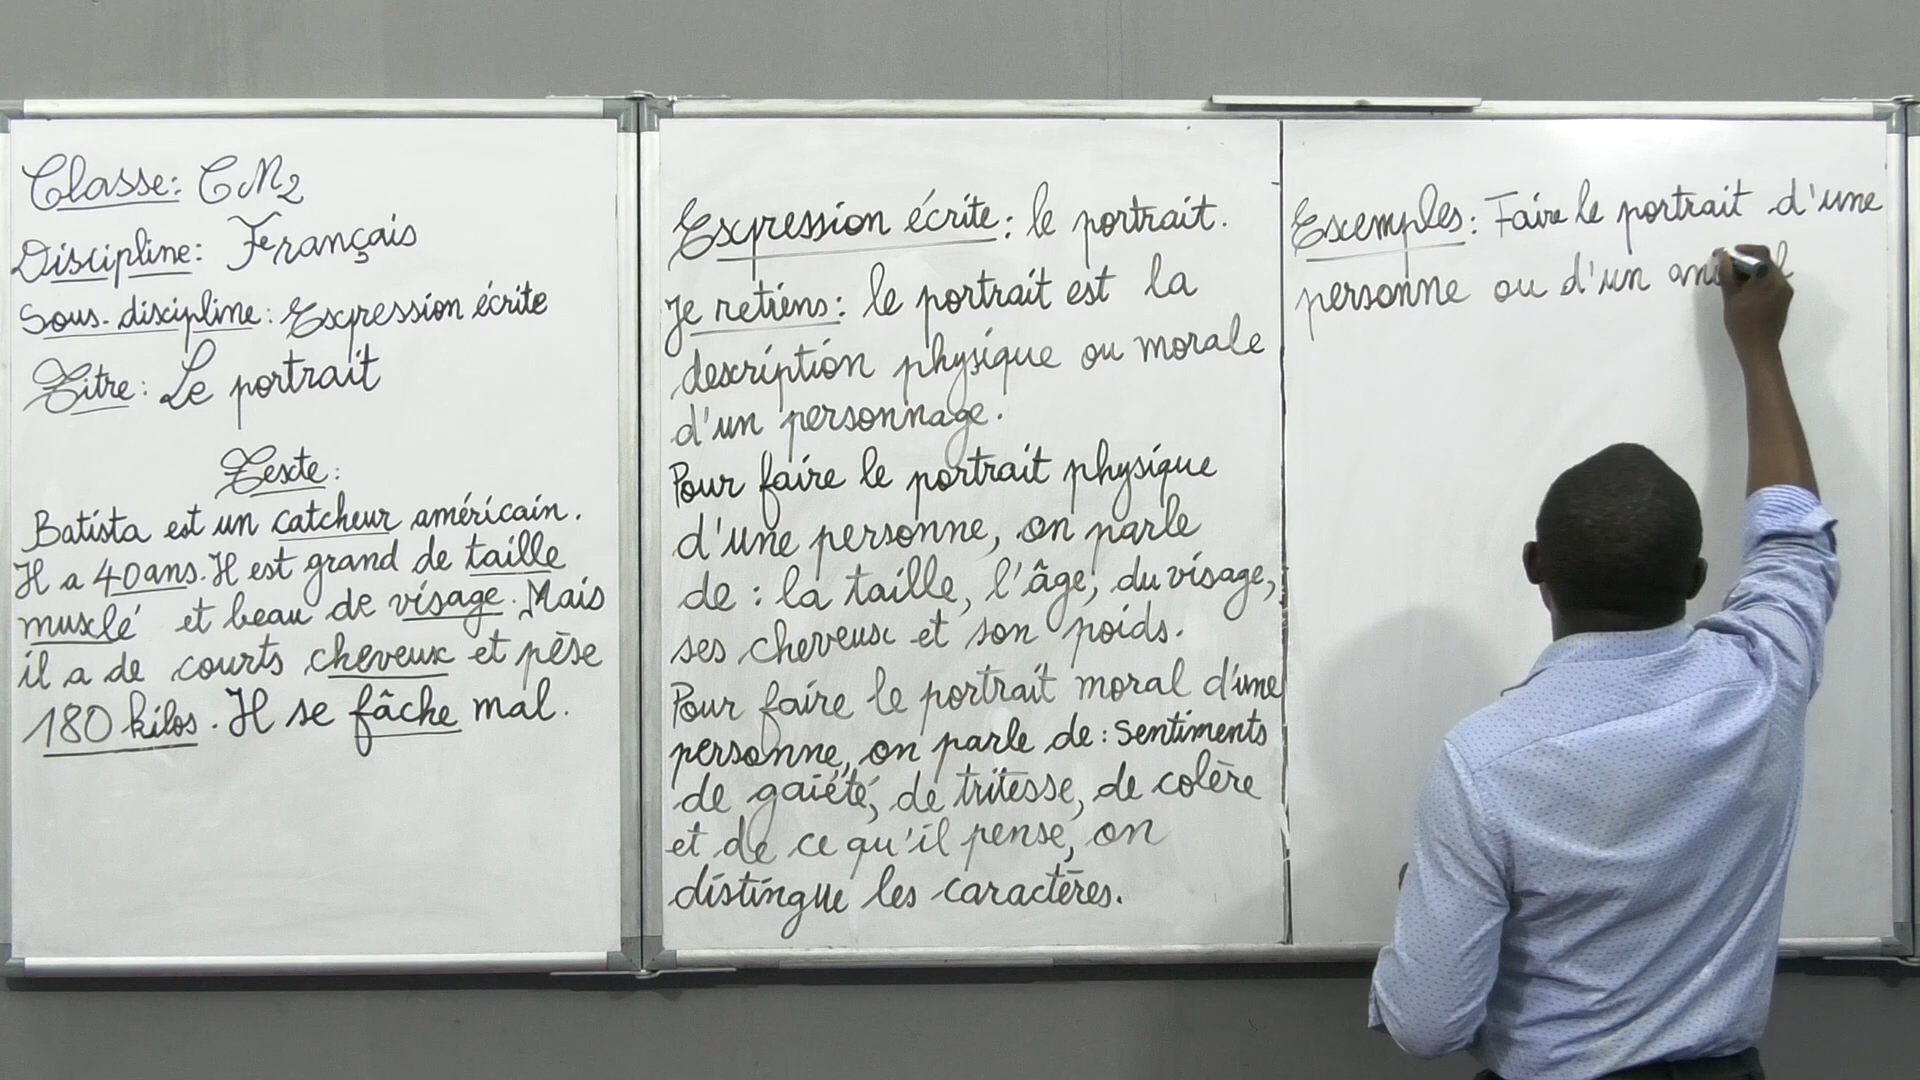 Classe: CM2
Discipline: Français
Sous-discipline: Expression écrite
Titre: Le portrait
Texte:
Batista est un catcheur américain.
Il a 40 ans. Il est grand de taille
musclé et beau de visage. Mais
il a de courts cheveux et pèse
180 kilos. Il se fâche mal.
Expression écrite: le portrait.
Je retiens: le portrait est la
description physique ou morale
d'un personnage.
Pour faire le portrait physique
d'une personne, on parle
de: la taille, l'âge, du visage,
ses cheveux et son poids.
Pour faire le portrait moral d'une
personne, on parle de: Sentiments
de gaiété, de tritesse, de colère
et de ce qu'il pense, on
distingue les caractères.
Exemples: Faire le portrait d'une
personne ou d'un